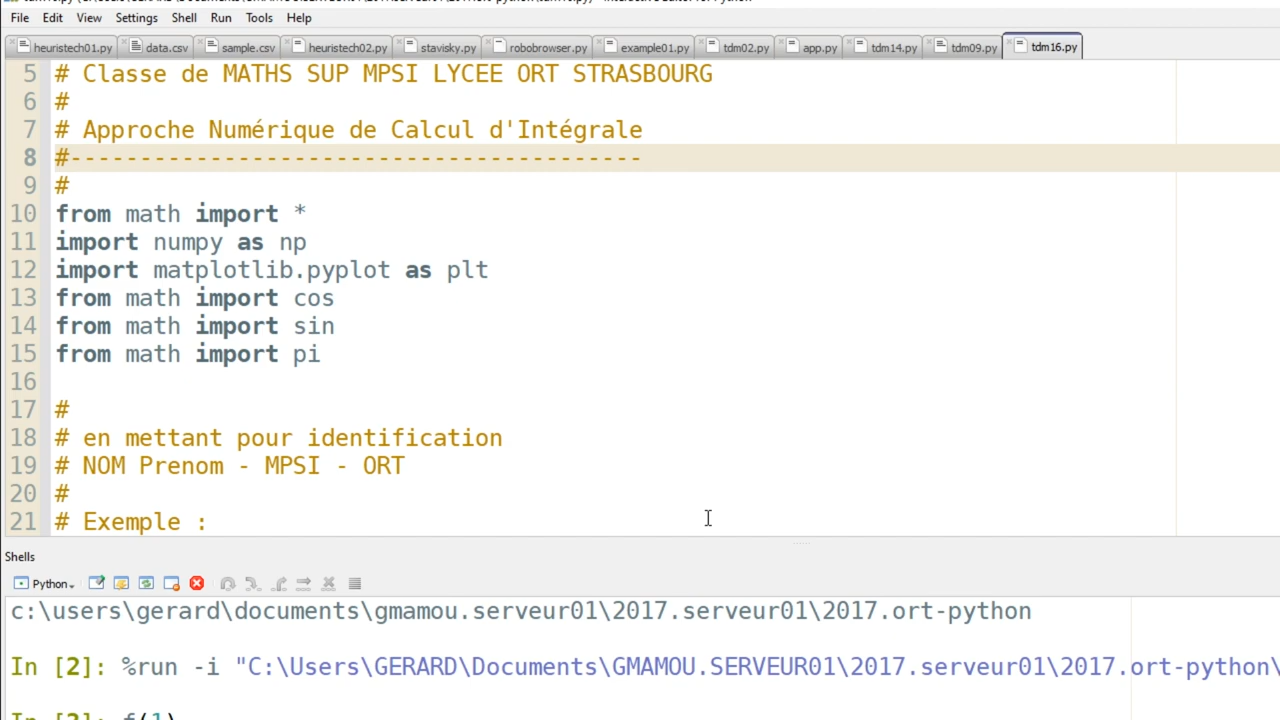 File Edit View Settings Shell Run Tools Help
heuristech01.py data.csv sample.csv heuristech02.py stavisky.py robobrowser.py example01.py tdm02.py app.py tdm14.py tdm09.py tdm16.py
5 # Classe de MATHS SUP MPSI LYCEE ORT STRASBOURG
6 #
7 # Approche Numérique de Calcul d'Intégrale
8 #-----------------------------------------
9 #
10 from math import *
11 import numpy as np
12 import matplotlib.pyplot as plt
13 from math import cos
14 from math import sin
15 from math import pi
16
17 #
18 # en mettant pour identification
19 # NOM Prenom - MPSI - ORT
20 #
21 # Exemple :
Shells
Python
c:\users\gerard\documents\gmamou.serveur01\2017.serveur01\2017.ort-python
In [2]: %run -i "C:\Users\GERARD\Documents\GMAMOU.SERVEUR01\2017.serveur01\2017.ort-python\
In [3]: f(1)